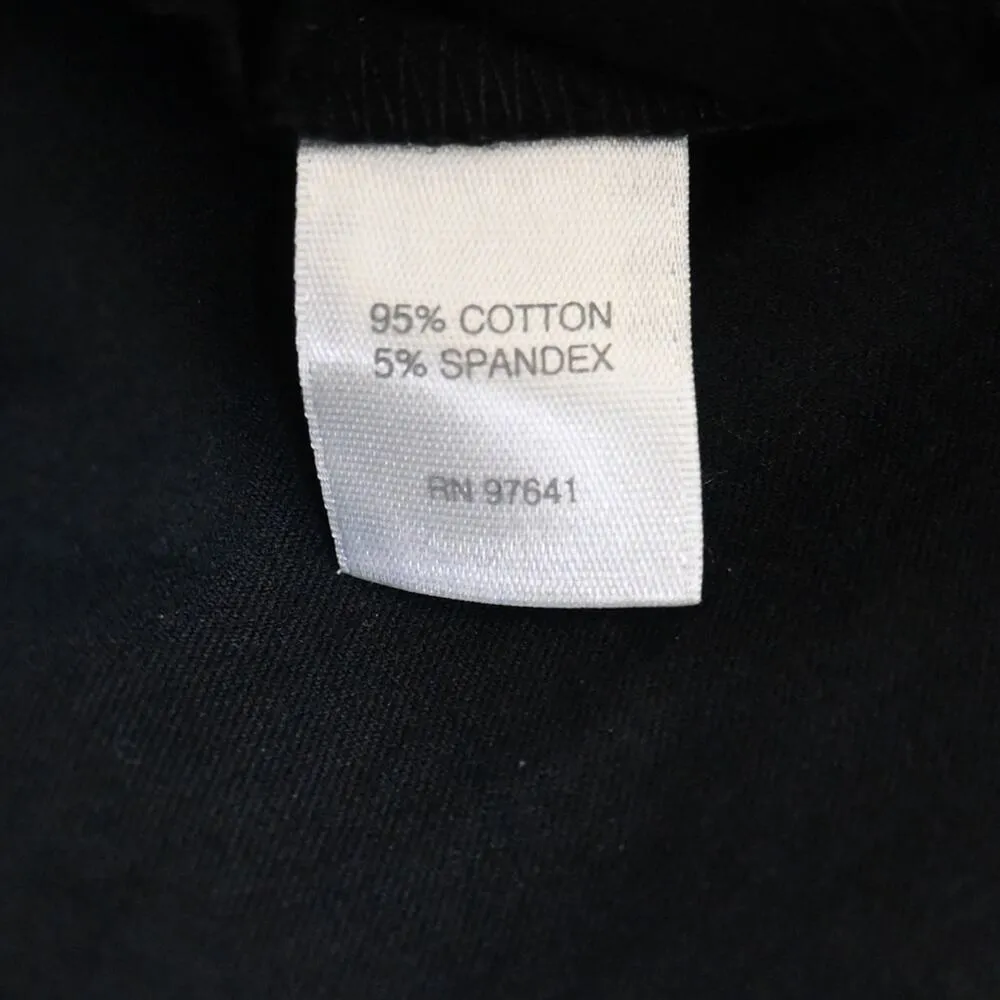 95% COTTON
5% SPANDEX
RN 97641